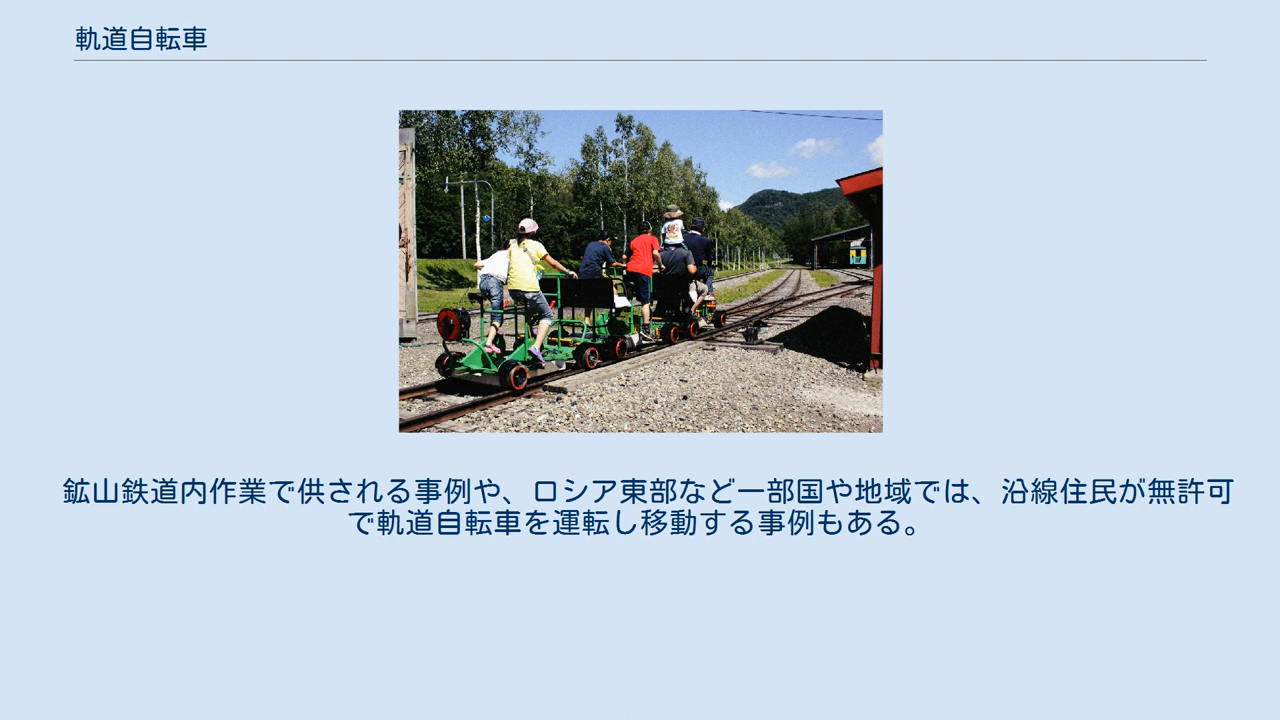 軌道自転車
鉱山鉄道内作業で供される事例や、ロシア東部など一部国や地域では、沿線住民が無許可
で軌道自転車を運転し移動する事例もある。